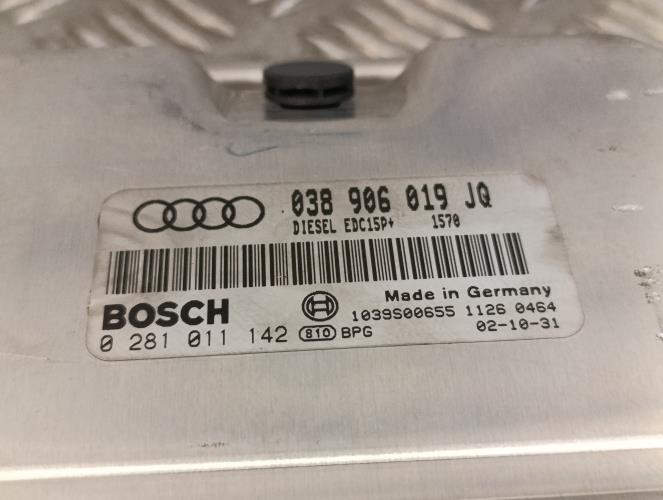 038 906 019 JQ
DIESEL EDC15P+ 1570
BOSCH
Made in Germany
1039S00655 1126 0464
0 281 011 142 810 BPG 02-10-31